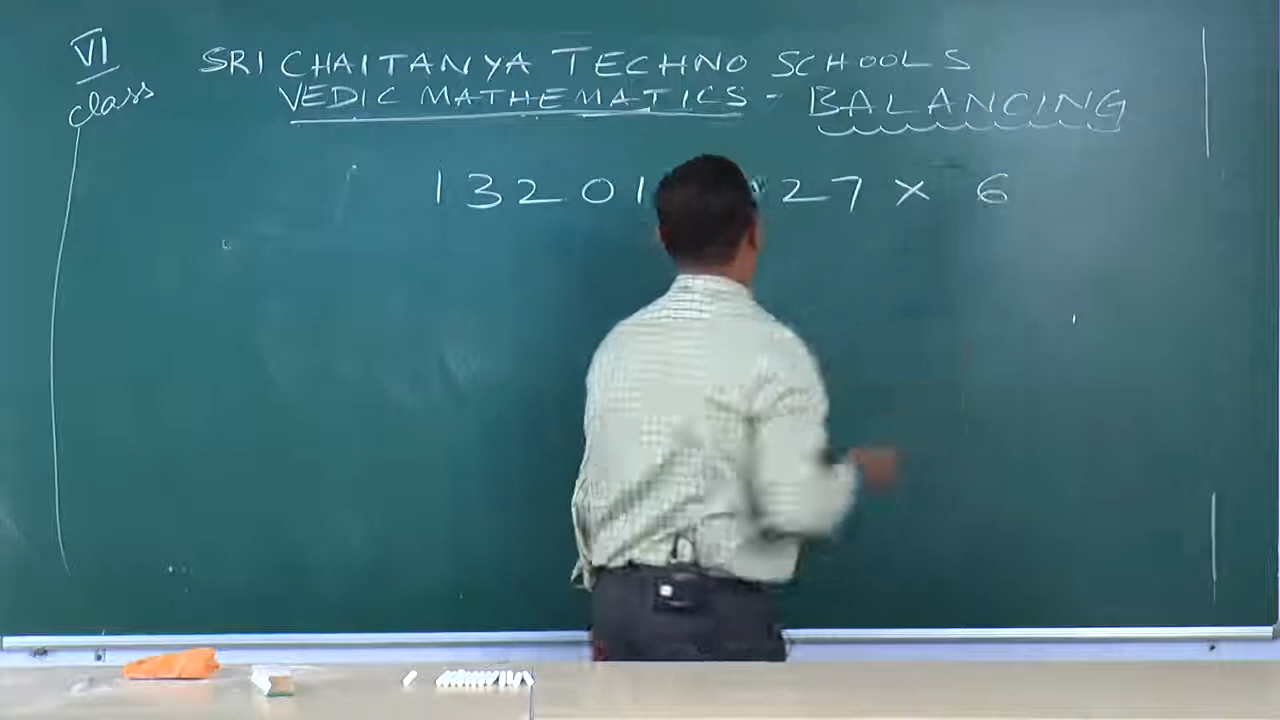 VI
class
SRI CHAITANYA TECHNO SCHOOLS
VEDIC MATHEMATICS - BALANCING
13201 27 × 6